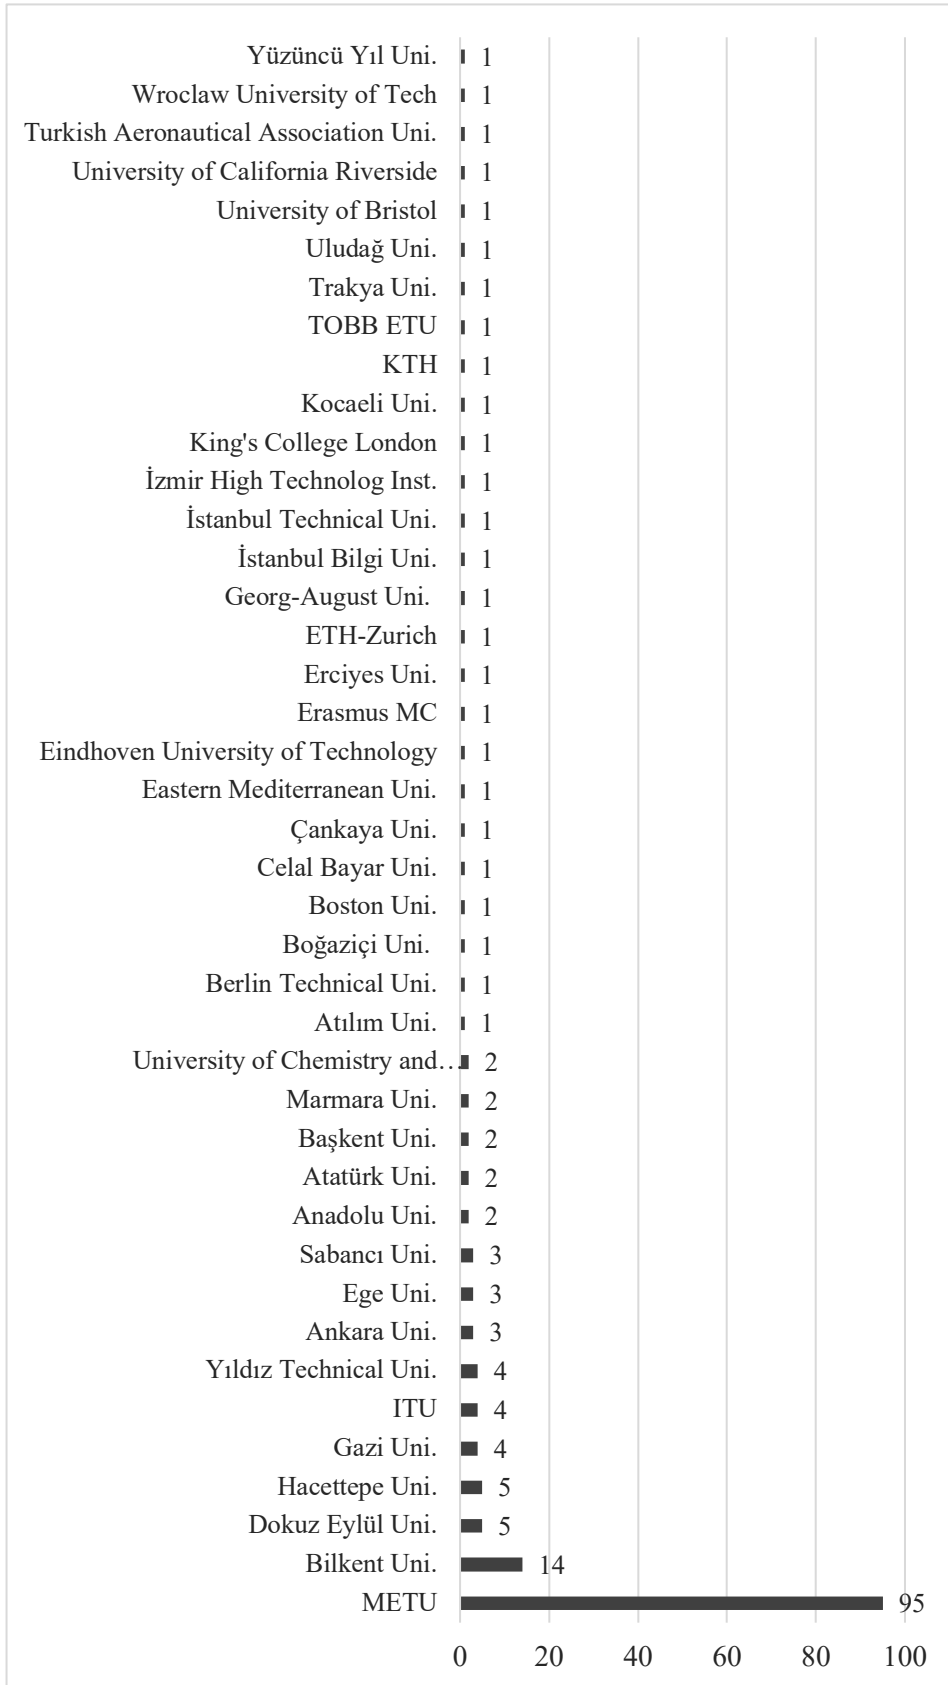 Yüzüncü Yıl Uni. 1
Wroclaw University of Tech 1
Turkish Aeronautical Association Uni. 1
University of California Riverside 1
University of Bristol 1
Uludağ Uni. 1
Trakya Uni. 1
TOBB ETU 1
KTH 1
Kocaeli Uni. 1
King's College London 1
İzmir High Technolog Inst. 1
İstanbul Technical Uni. 1
İstanbul Bilgi Uni. 1
Georg-August Uni. 1
ETH-Zurich 1
Erciyes Uni. 1
Erasmus MC 1
Eindhoven University of Technology 1
Eastern Mediterranean Uni. 1
Çankaya Uni. 1
Celal Bayar Uni. 1
Boston Uni. 1
Boğaziçi Uni. 1
Berlin Technical Uni. 1
Atılım Uni. 1
University of Chemistry and… 2
Marmara Uni. 2
Başkent Uni. 2
Atatürk Uni. 2
Anadolu Uni. 2
Sabancı Uni. 3
Ege Uni. 3
Ankara Uni. 3
Yıldız Technical Uni. 4
ITU 4
Gazi Uni. 4
Hacettepe Uni. 5
Dokuz Eylül Uni. 5
Bilkent Uni. 14
METU 95
0 20 40 60 80 100